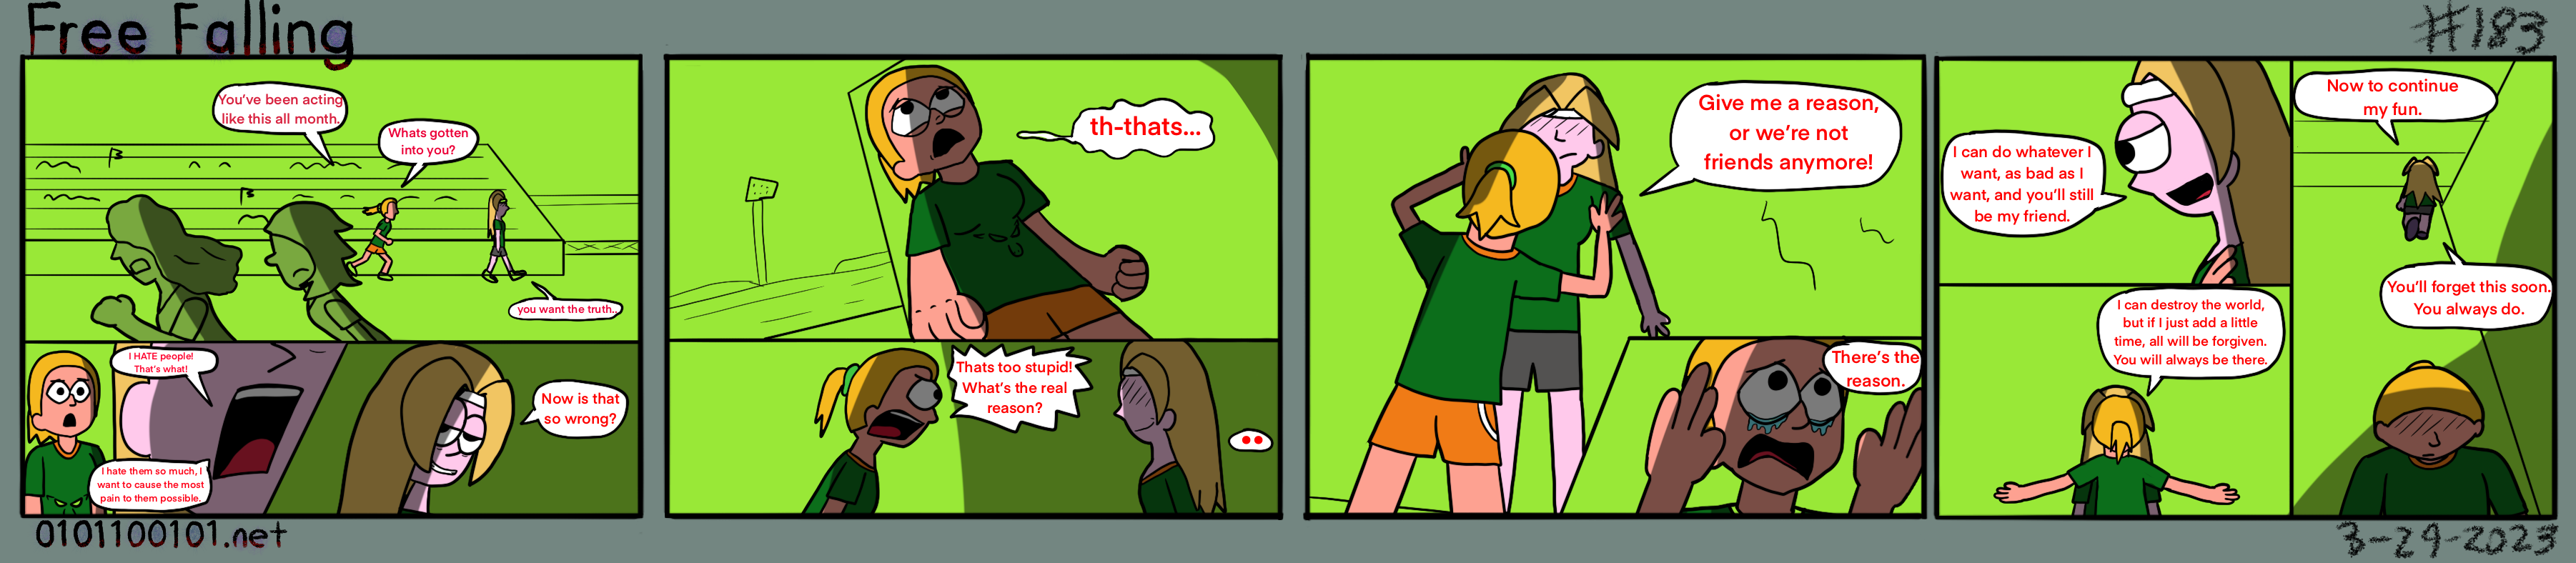 Free Falling
#183
You've been acting
like this all month.
Whats gotten
into you?
you want the truth..
I HATE people!
That's what!
I hate them so much, I
want to cause the most
pain to them possible.
Now is that
so wrong?
th-thats...
Thats too stupid!
What's the real
reason?
••
Give me a reason,
or we're not
friends anymore!
There's the
reason.
I can do whatever I
want, as bad as I
want, and you'll still
be my friend.
I can destroy the world,
but if I just add a little
time, all will be forgiven.
You will always be there.
Now to continue
my fun.
You'll forget this soon.
You always do.
0101100101.net
3-29-2023